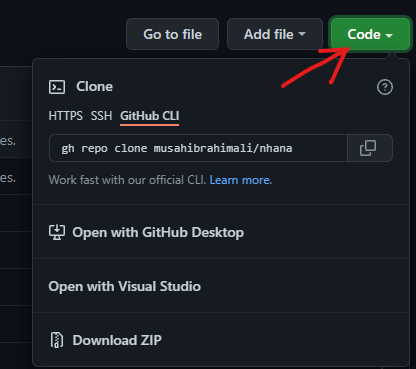 Go to file Add file Code
Clone
HTTPS SSH GitHub CLI
es.
gh repo clone musahibrahimali/nhana
es.
Work fast with our official CLI. Learn more.
Open with GitHub Desktop
Open with Visual Studio
Download ZIP